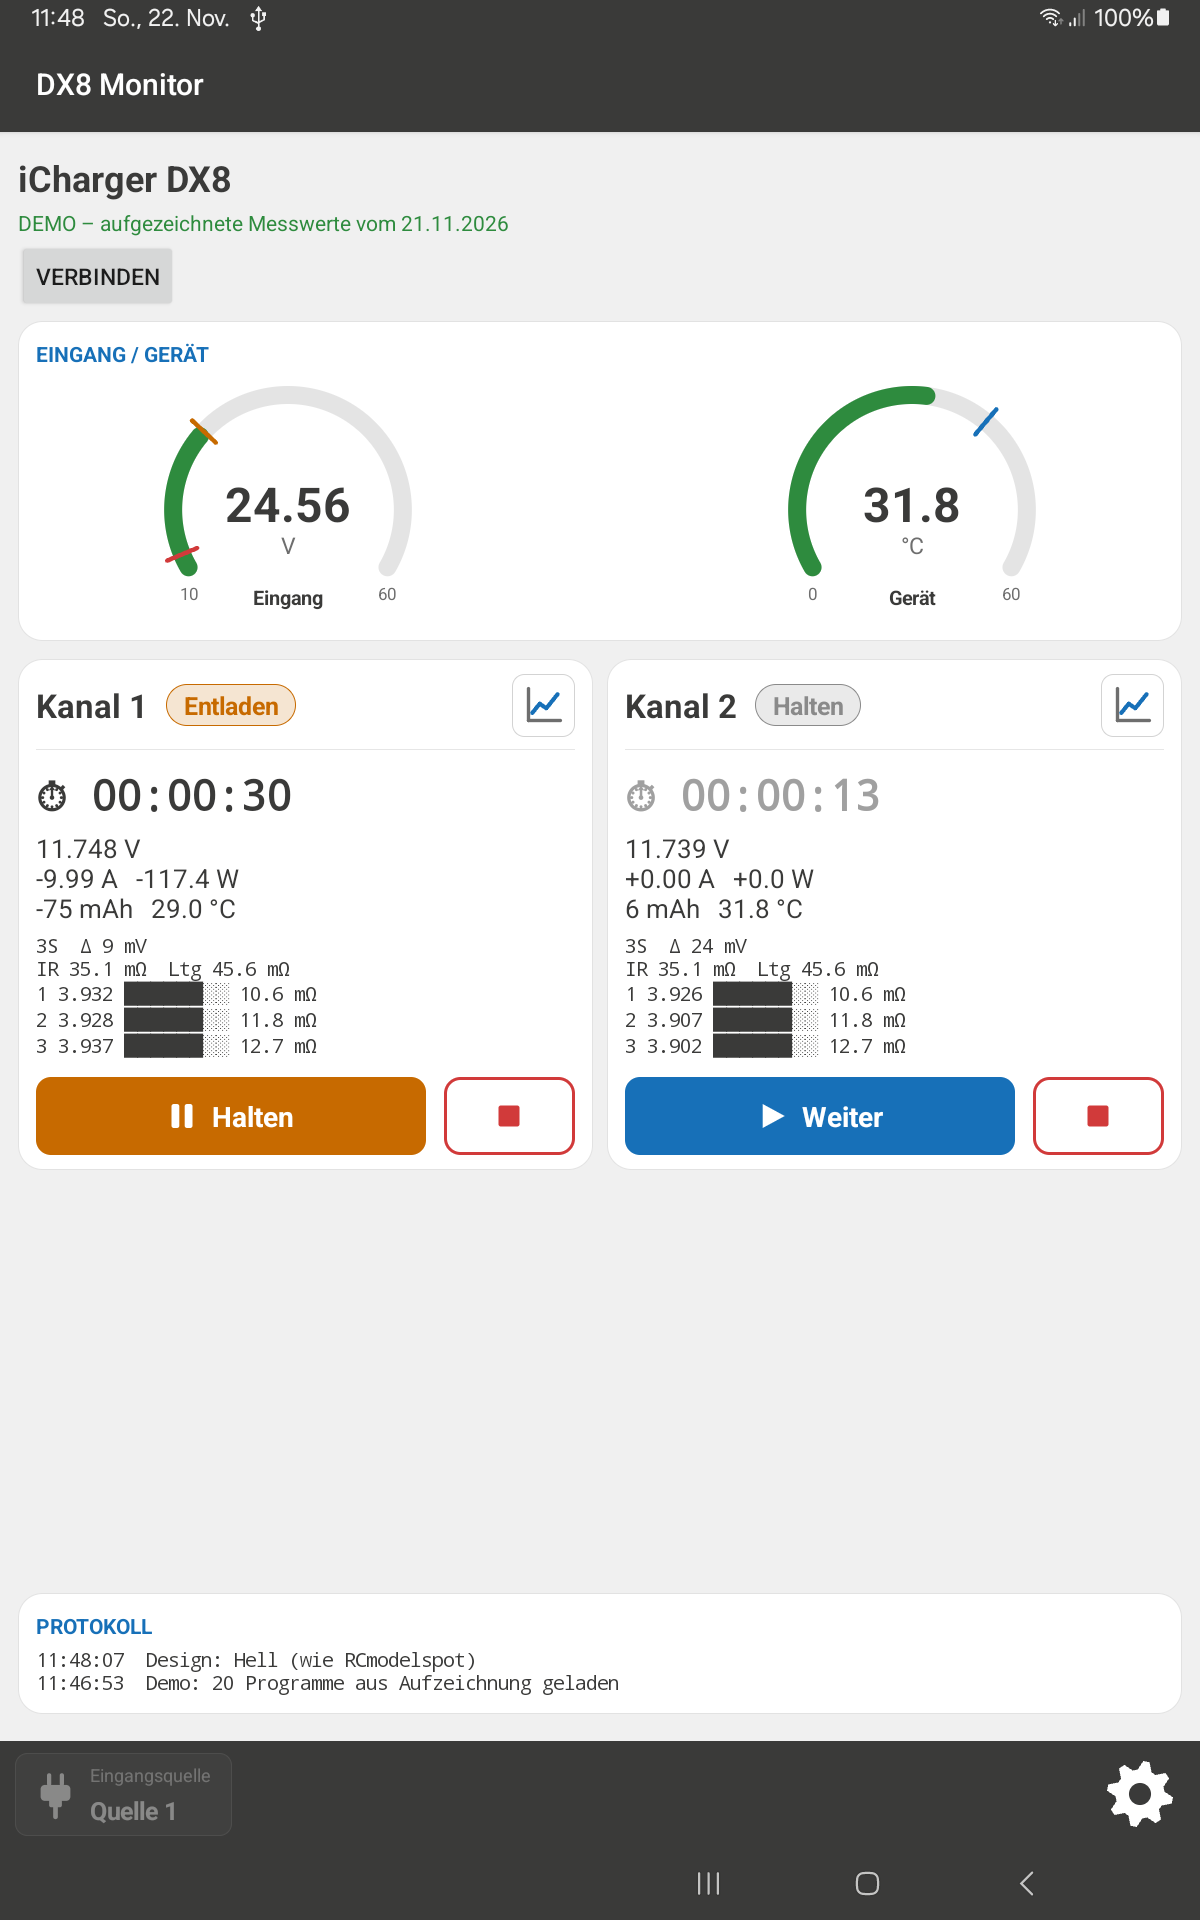 11:48 So., 22. Nov. 100%
DX8 Monitor
iCharger DX8
DEMO – aufgezeichnete Messwerte vom 21.11.2026
VERBINDEN
EINGANG / GERÄT
24.56
V
10 Eingang 60
31.8
°C
0 Gerät 60
Kanal 1 Entladen
00:00:30
11.748 V
-9.99 A -117.4 W
-75 mAh 29.0 °C
3S Δ 9 mV
IR 35.1 mΩ Ltg 45.6 mΩ
1 3.932 ██████░░ 10.6 mΩ
2 3.928 ██████░░ 11.8 mΩ
3 3.937 ██████░░ 12.7 mΩ
Halten
Kanal 2 Halten
00:00:13
11.739 V
+0.00 A +0.0 W
6 mAh 31.8 °C
3S Δ 24 mV
IR 35.1 mΩ Ltg 45.6 mΩ
1 3.926 ██████░░ 10.6 mΩ
2 3.907 ██████░░ 11.8 mΩ
3 3.902 ██████░░ 12.7 mΩ
Weiter
PROTOKOLL
11:48:07 Design: Hell (wie RCmodelspot)
11:46:53 Demo: 20 Programme aus Aufzeichnung geladen
Eingangsquelle
Quelle 1